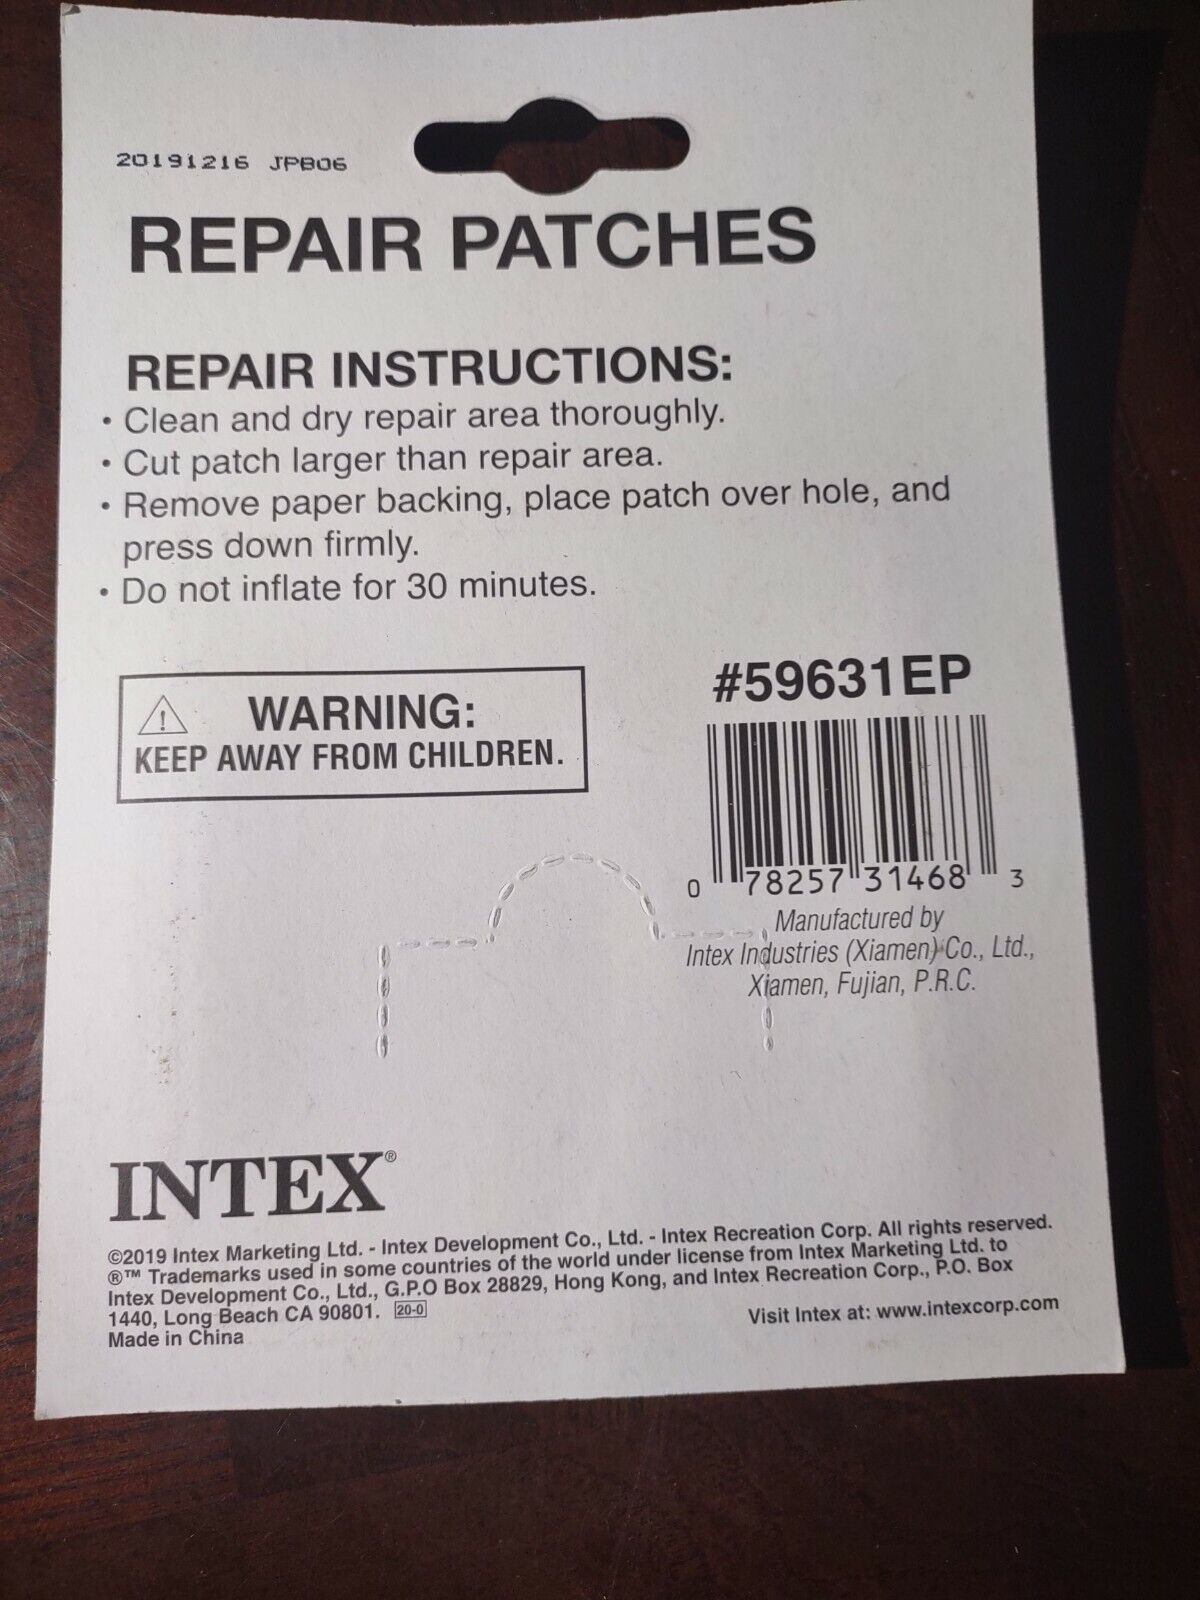 20191216 JPB06
REPAIR PATCHES
REPAIR INSTRUCTIONS:
• Clean and dry repair area thoroughly.
• Cut patch larger than repair area.
• Remove paper backing, place patch over hole, and
press down firmly.
• Do not inflate for 30 minutes.
WARNING:
KEEP AWAY FROM CHILDREN.
#59631EP
0 78257 31468 3
Manufactured by
Intex Industries (Xiamen) Co., Ltd.,
Xiamen, Fujian, P.R.C.
INTEX®
©2019 Intex Marketing Ltd. - Intex Development Co., Ltd. - Intex Recreation Corp. All rights reserved.
®™ Trademarks used in some countries of the world under license from Intex Marketing Ltd. to
Intex Development Co., Ltd., G.P.O Box 28829, Hong Kong, and Intex Recreation Corp., P.O. Box
1440, Long Beach CA 90801. 20-0
Visit Intex at: www.intexcorp.com
Made in China